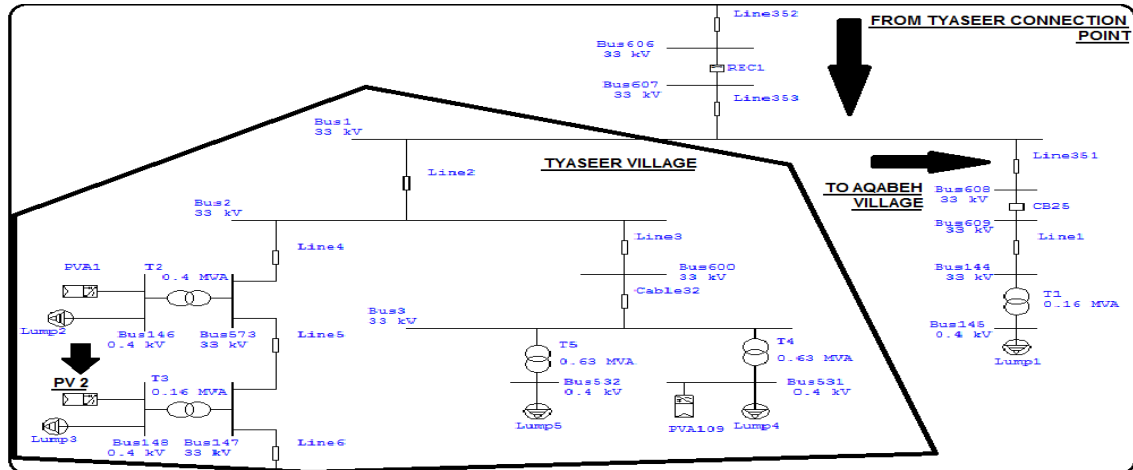 Line352
FROM TYASEER CONNECTION
POINT
Bus606
33 kV
REC1
Bus607
33 kV
Line353
Bus1
33 kV
TYASEER VILLAGE
Line351
Line2
TO AQABEH
VILLAGE
Bus608
33 kV
CB25
Bus2
33 kV
Bus609
33 kV
Line4
Line3
Line1
PVA1
T2
0.4 MVA
Bus600
33 kV
Bus144
33 kV
Cable32
T1
0.16 MVA
Lump2
Bus146
0.4 kV
Bus573
33 kV
Bus3
33 kV
Bus145
0.4 kV
Line5
T5
0.63 MVA
T4
0.63 MVA
Lump1
PV 2
T3
0.16 MVA
Bus532
0.4 kV
Bus531
0.4 kV
Lump3
Bus148
0.4 kV
Bus147
33 kV
Line6
Lump5
PVA109
Lump4